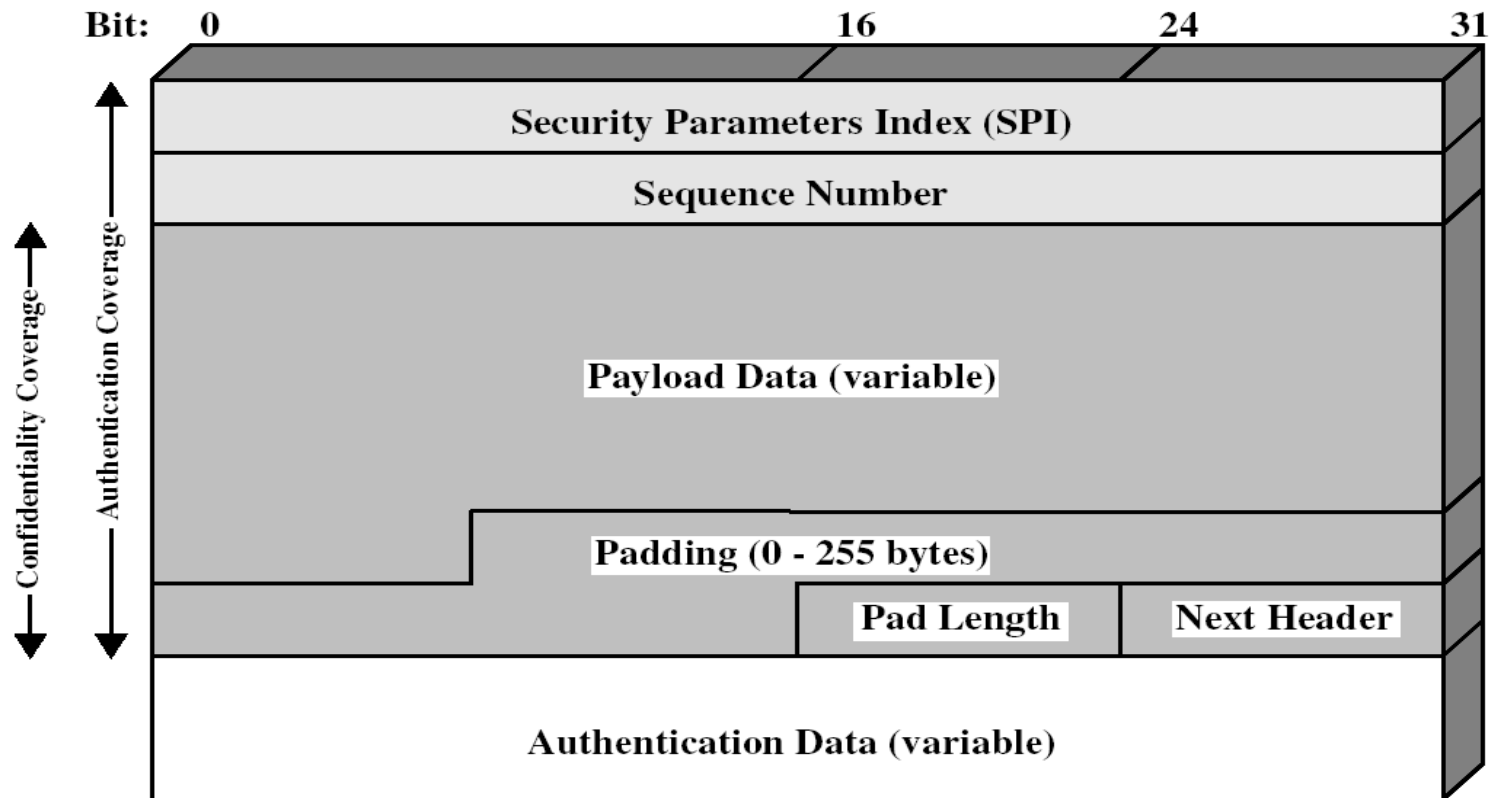 Bit: 0 16 24 31
Security Parameters Index (SPI)
Sequence Number
Confidentiality Coverage
Authentication Coverage
Payload Data (variable)
Padding (0 - 255 bytes)
Pad Length Next Header
Authentication Data (variable)